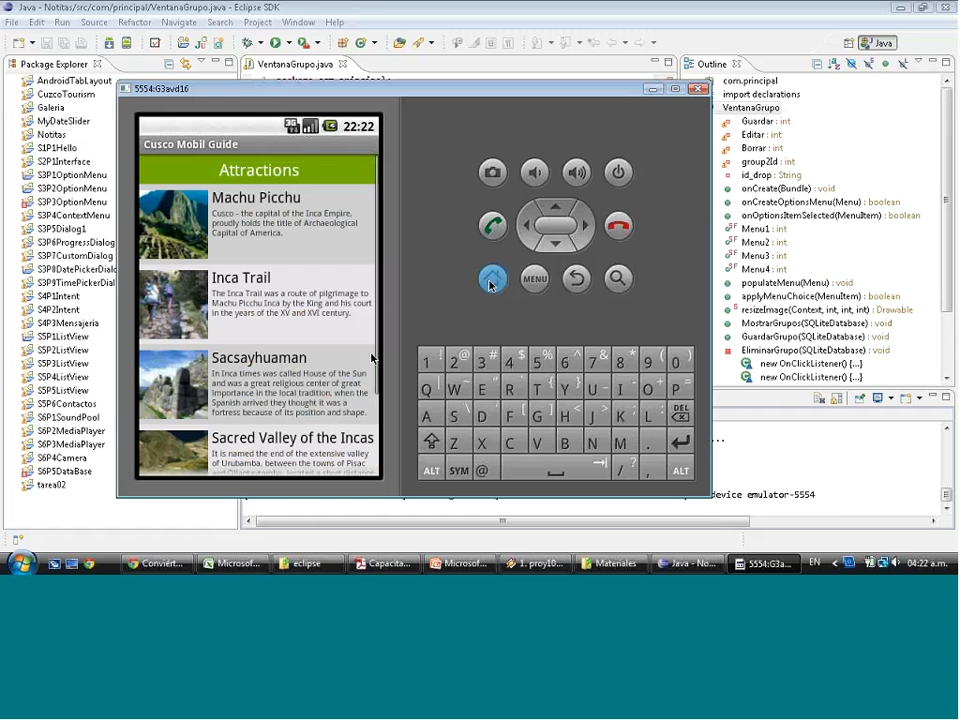 Java - Notitas/src/com/principal/VentanaGrupo.java - Eclipse SDK
File Edit Run Source Refactor Navigate Search Project Window Help
Java
Package Explorer
AndroidTabLayout
CuzcoTourism
Galeria
MyDateSlider
Notitas
S1P1Hello
S2P1Interface
S3P1OptionMenu
S3P2OptionMenu
S3P3OptionMenu
S3P4ContextMenu
S3P5Dialog1
S3P6ProgressDialog
S3P7CustomDialog
S3P8DatePickerDia
S3P9TimePickerDial
S4P1Intent
S4P2Intent
S4P3Mensajeria
S5P1ListView
S5P2ListView
S5P3ListView
S5P4ListView
S5P5ListView
S5P6Contactos
S6P1SoundPool
S6P2MediaPlayer
S6P3MediaPlayer
S6P4Camera
S6P5DataBase
tarea02
VentanaGrupo.java
5554:G3avd16
3G
22:22
Cusco Mobil Guide
Attractions
Machu Picchu
Cusco - the capital of the Inca Empire,
proudly holds the title of Archaeological
Capital of America.
Inca Trail
The Inca Trail was a route of pilgrimage to
Machu Picchu Inca by the King and his court
in the years of the XV and XVI century.
Sacsayhuaman
In Inca times was called House of the Sun
and was a great religious center of great
importance in the local tradition, when the
Spanish arrived they thought it was a
fortress because of its position and shape.
Sacred Valley of the Incas
It is named the end of the extensive valley
of Urubamba, between the towns of Pisac
MENU
1 ! 2 @ 3 # 4 $ 5 % 6 ^ 7 & 8 * 9 ( 0 )
Q W ~ E " R ` T { Y } U - I O + P =
A S \ D ' F [ G ] H < J > K ; L : DEL
Z X C V B N M .
ALT SYM @ / ? , ALT
Outline
com.principal
import declarations
VentanaGrupo
Guardar : int
Editar : int
Borrar : int
group2Id : int
id_drop : String
onCreate(Bundle) : void
onCreateOptionsMenu(Menu) : boolean
onOptionsItemSelected(MenuItem) : boolean
Menu1 : int
Menu2 : int
Menu3 : int
Menu4 : int
populateMenu(Menu) : void
applyMenuChoice(MenuItem) : boolean
resizeImage(Context, int, int, int) : Drawable
MostrarGrupos(SQLiteDatabase) : void
GuardarGrupo(SQLiteDatabase) : void
EliminarGrupo(SQLiteDatabase) : void
new OnClickListener() {...}
new OnClickListener() {...}
device emulator-5554
Conviért...
Microsof...
eclipse
Capacita...
Microsof...
1. proy10...
Materiales
Java - No...
5554:G3a...
EN
04:22 a.m.